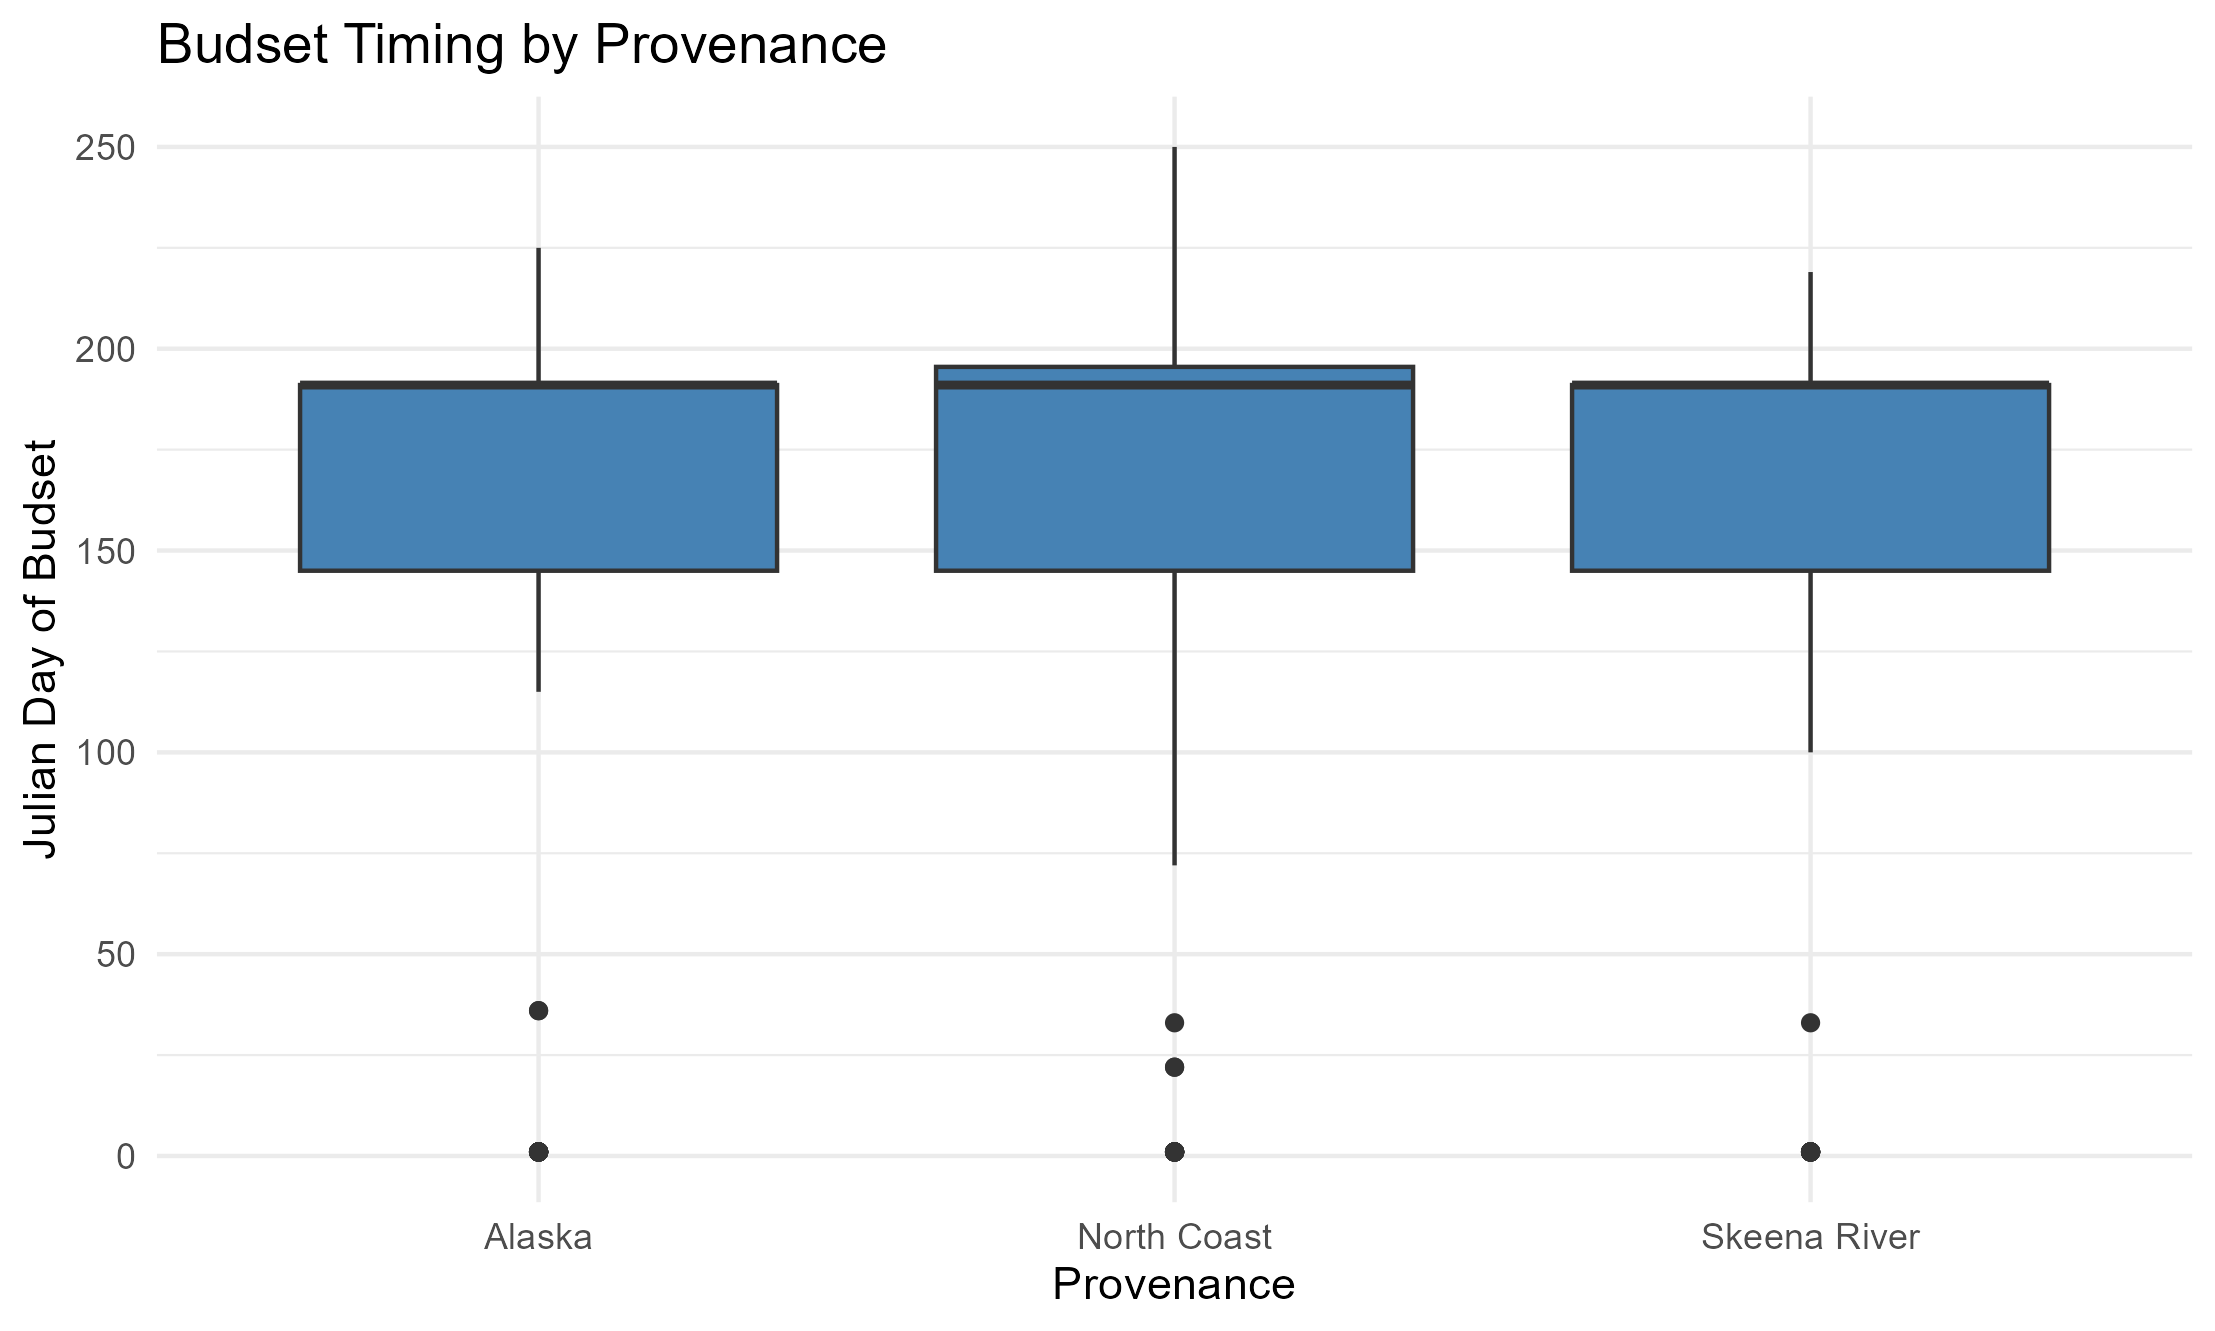 Budset Timing by Provenance
Julian Day of Budset
250
200
150
100
50
0
Alaska
North Coast
Skeena River
Provenance